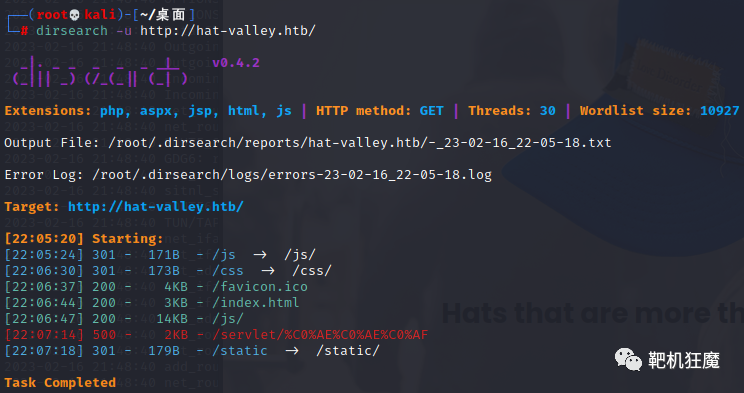 ┌──(root💀kali)-[~/桌面]
└─# dirsearch -u http://hat-valley.htb/
v0.4.2
Extensions: php, aspx, jsp, html, js | HTTP method: GET | Threads: 30 | Wordlist size: 10927
Output File: /root/.dirsearch/reports/hat-valley.htb/-_23-02-16_22-05-18.txt
Error Log: /root/.dirsearch/logs/errors-23-02-16_22-05-18.log
Target: http://hat-valley.htb/
[22:05:20] Starting:
[22:05:24] 301 - 171B - /js -> /js/
[22:06:30] 301 - 173B - /css -> /css/
[22:06:37] 200 - 4KB - /favicon.ico
[22:06:44] 200 - 3KB - /index.html
[22:06:47] 200 - 14KB - /js/
[22:07:14] 500 - 2KB - /servlet/%C0%AE%C0%AE%C0%AF
[22:07:18] 301 - 179B - /static -> /static/
Task Completed
Hats that are more th
靶机狂魔